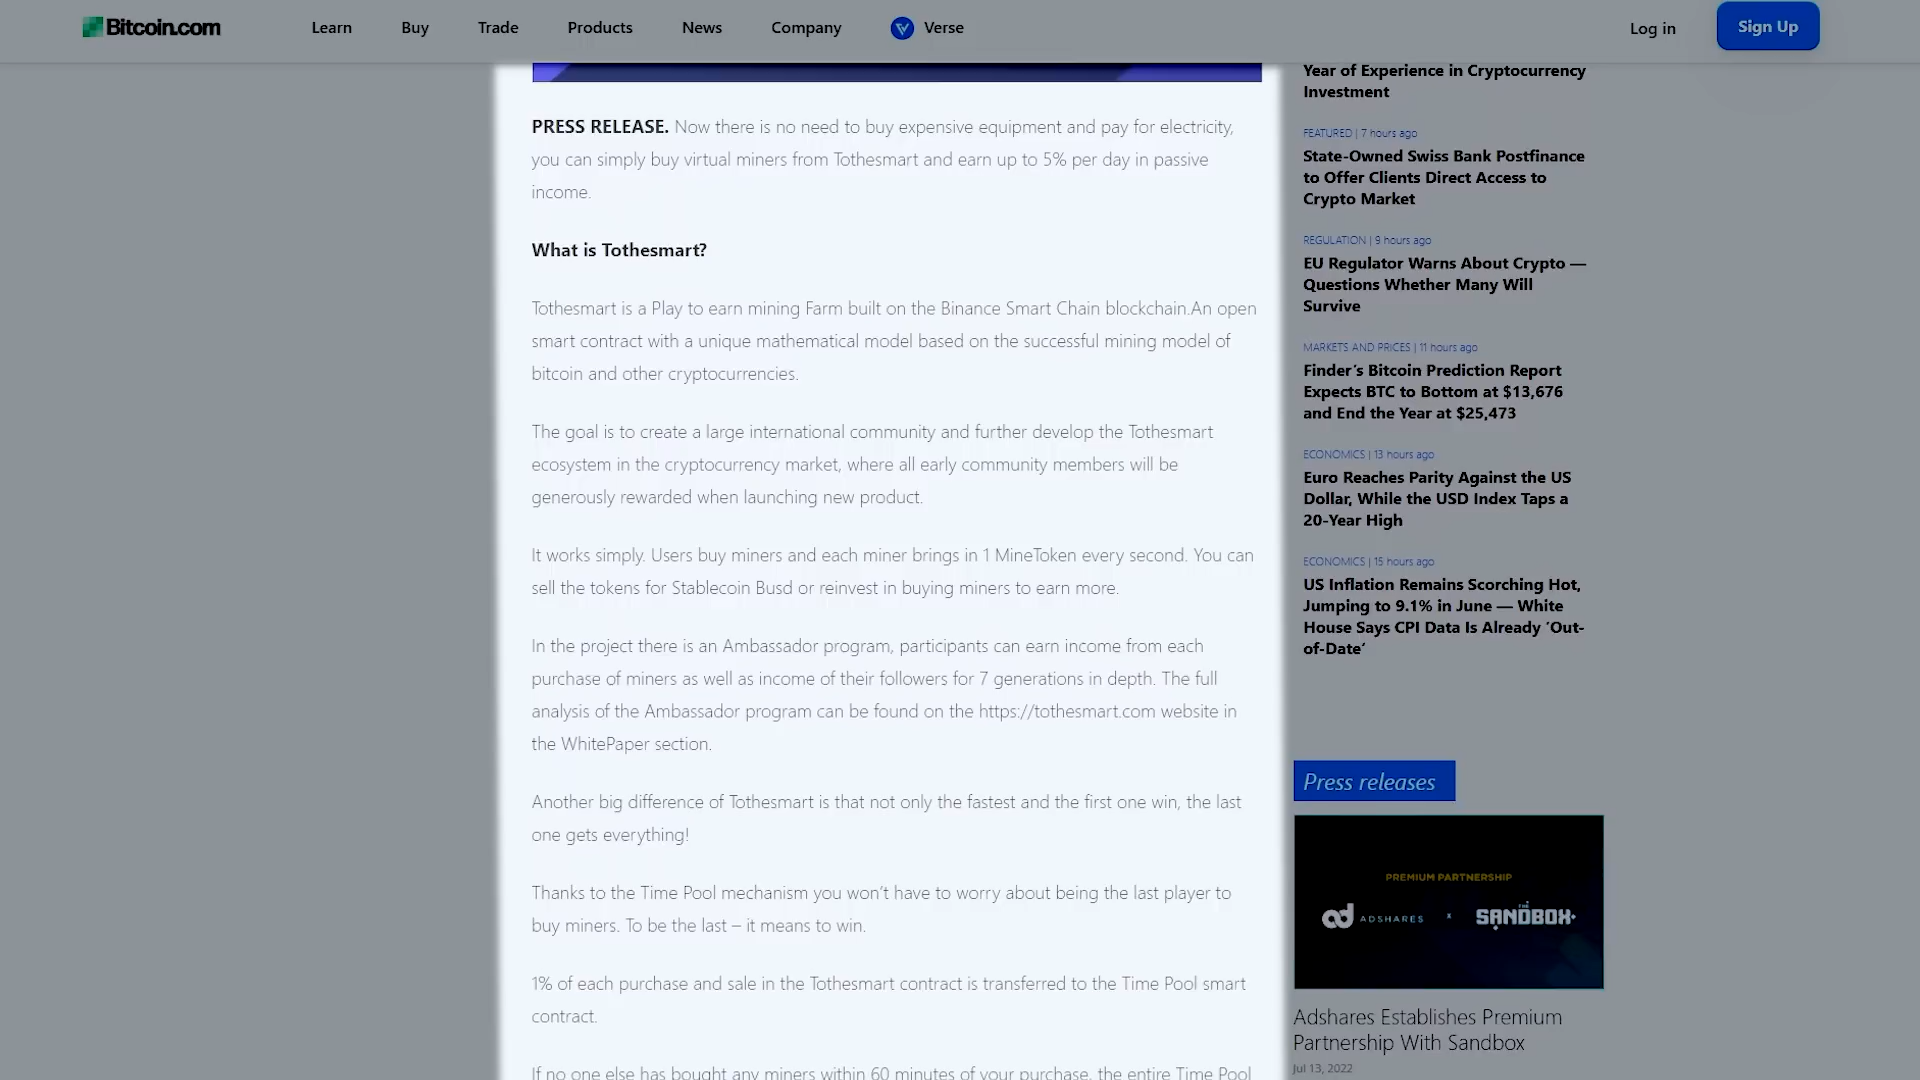 Bitcoin.com
Learn
Buy
Trade
Products
News
Company
Verse
Log in
Sign Up
PRESS RELEASE. Now there is no need to buy expensive equipment and pay for electricity,
you can simply buy virtual miners from Tothesmart and earn up to 5% per day in passive
income.
What is Tothesmart?
Tothesmart is a Play to earn mining Farm built on the Binance Smart Chain blockchain.An open
smart contract with a unique mathematical model based on the successful mining model of
bitcoin and other cryptocurrencies.
The goal is to create a large international community and further develop the Tothesmart
ecosystem in the cryptocurrency market, where all early community members will be
generously rewarded when launching new product.
It works simply. Users buy miners and each miner brings in 1 MineToken every second. You can
sell the tokens for Stablecoin Busd or reinvest in buying miners to earn more.
In the project there is an Ambassador program, participants can earn income from each
purchase of miners as well as income of their followers for 7 generations in depth. The full
analysis of the Ambassador program can be found on the https://tothesmart.com website in
the WhitePaper section.
Another big difference of Tothesmart is that not only the fastest and the first one win, the last
one gets everything!
Thanks to the Time Pool mechanism you won’t have to worry about being the last player to
buy miners. To be the last – it means to win.
1% of each purchase and sale in the Tothesmart contract is transferred to the Time Pool smart
contract.
If no one else has bought any miners within 60 minutes of your purchase, the entire Time Pool
Year of Experience in Cryptocurrency
Investment
FEATURED | 7 hours ago
State-Owned Swiss Bank Postfinance
to Offer Clients Direct Access to
Crypto Market
REGULATION | 9 hours ago
EU Regulator Warns About Crypto —
Questions Whether Many Will
Survive
MARKETS AND PRICES | 11 hours ago
Finder’s Bitcoin Prediction Report
Expects BTC to Bottom at $13,676
and End the Year at $25,473
ECONOMICS | 13 hours ago
Euro Reaches Parity Against the US
Dollar, While the USD Index Taps a
20-Year High
ECONOMICS | 15 hours ago
US Inflation Remains Scorching Hot,
Jumping to 9.1% in June — White
House Says CPI Data Is Already ‘Out-
of-Date’
Press releases
PREMIUM PARTNERSHIP
ad ADSHARES x THE SANDBOX
Adshares Establishes Premium
Partnership With Sandbox
Jul 13, 2022